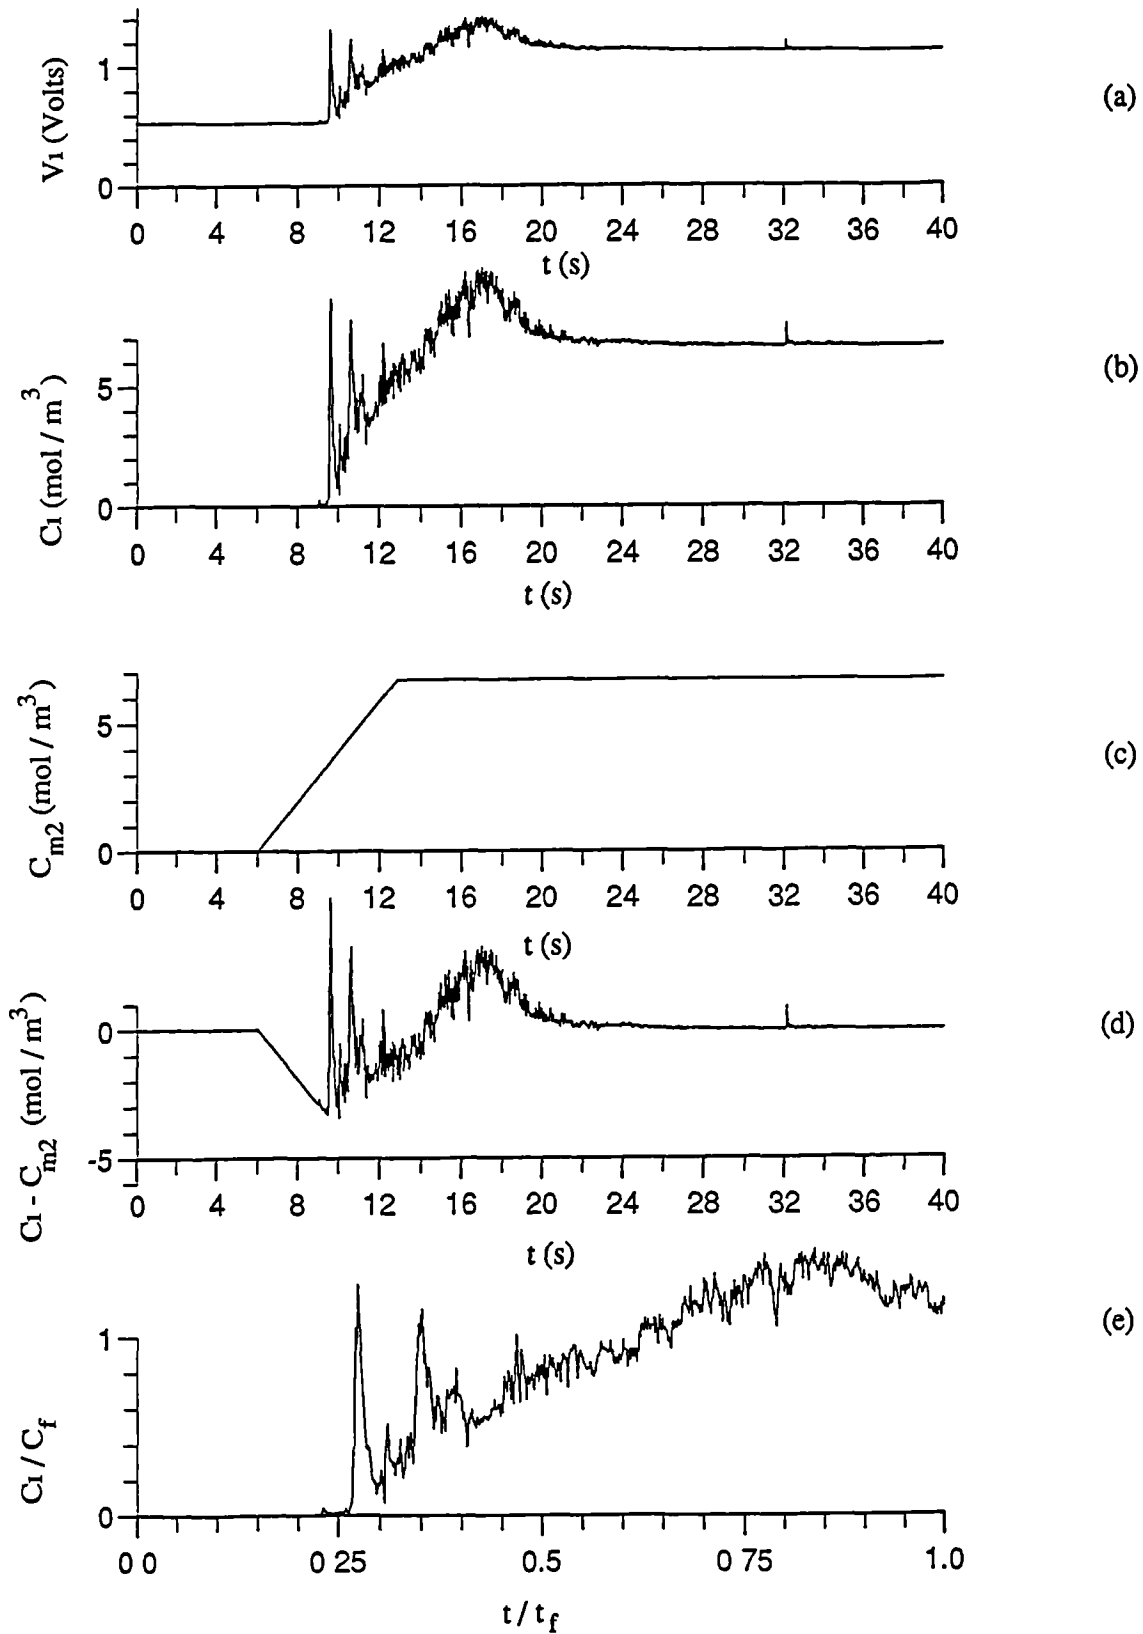 1
V1 (Volts)
(a)
0
0 4 8 12 16 20 24 28 32 36 40
t (s)
(b)
5
C1 (mol / m3)
0
0 4 8 12 16 20 24 28 32 36 40
t (s)
5
Cm2 (mol / m3)
(c)
0
0 4 8 12 16 20 24 28 32 36 40
t (s)
0
C1 - Cm2 (mol / m3)
(d)
-5
0 4 8 12 16 20 24 28 32 36 40
t (s)
(e)
1
C1 / Cf
0
0 0 0 25 0.5 0 75 1.0
t / tf